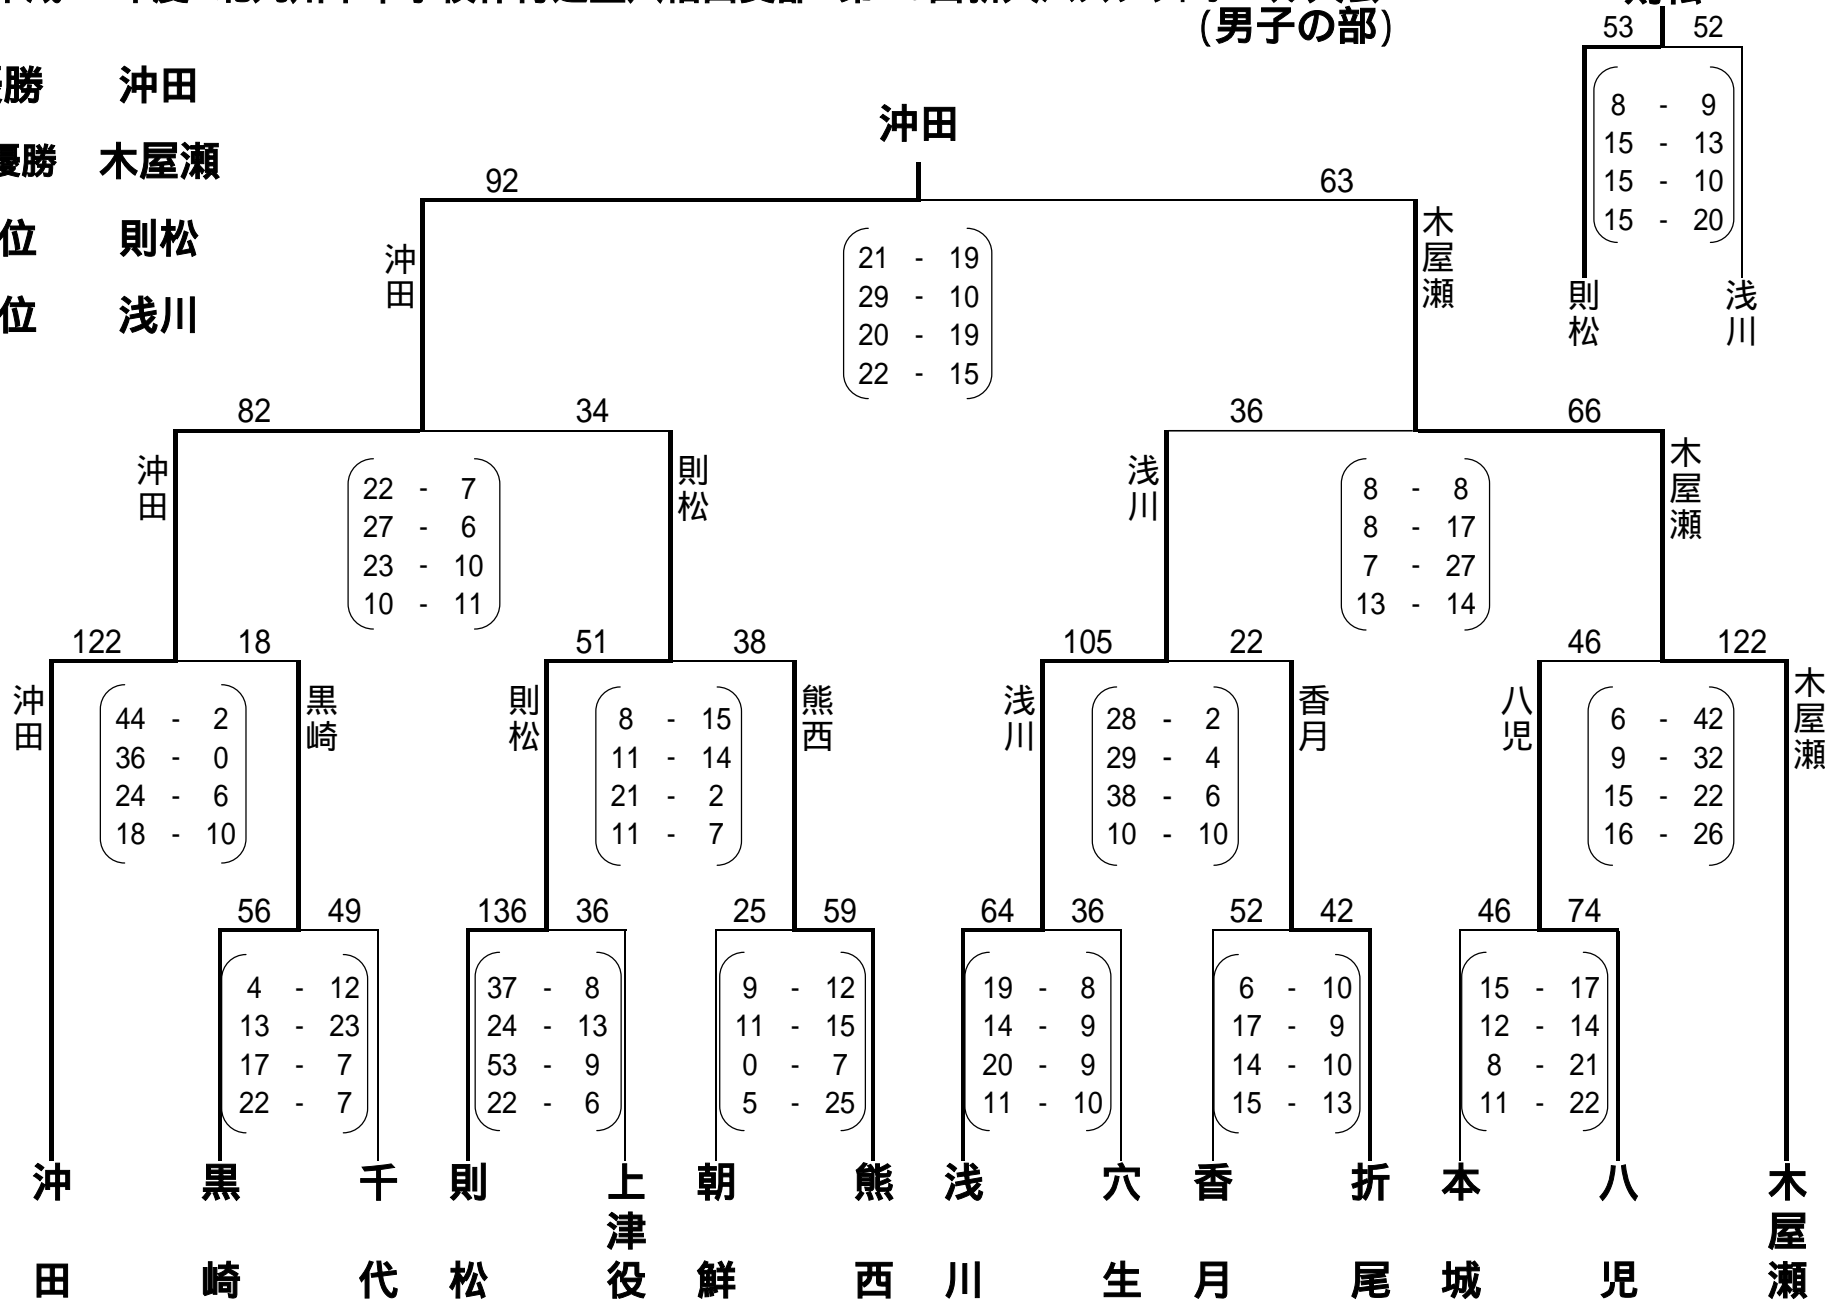 (男子の部)
53 52
勝 沖田
8 - 9
沖田
15 - 13
優勝 木屋瀬
15 - 10
92 63
15 - 20
位 則松
沖田
木屋瀬
21 - 19
29 - 10
20 - 19
22 - 15
則松
浅川
位 浅川
82 34 36 66
沖田
則松
浅川
木屋瀬
22 - 7
27 - 6
23 - 10
10 - 11
8 - 8
8 - 17
7 - 27
13 - 14
122 18 51 38 105 22 46 122
沖田
黒崎
則松
熊西
浅川
香月
八児
木屋瀬
44 - 2
36 - 0
24 - 6
18 - 10
8 - 15
11 - 14
21 - 2
11 - 7
28 - 2
29 - 4
38 - 6
10 - 10
6 - 42
9 - 32
15 - 22
16 - 26
56 49 136 36 25 59 64 36 52 42 46 74
4 - 12
13 - 23
17 - 7
22 - 7
37 - 8
24 - 13
53 - 9
22 - 6
9 - 12
11 - 15
0 - 7
5 - 25
19 - 8
14 - 9
20 - 9
11 - 10
6 - 10
17 - 9
14 - 10
15 - 13
15 - 17
12 - 14
8 - 21
11 - 22
沖田
黒崎
千代
則松
上津役
朝鮮
熊西
浅川
穴生
香月
折尾
本城
八児
木屋瀬